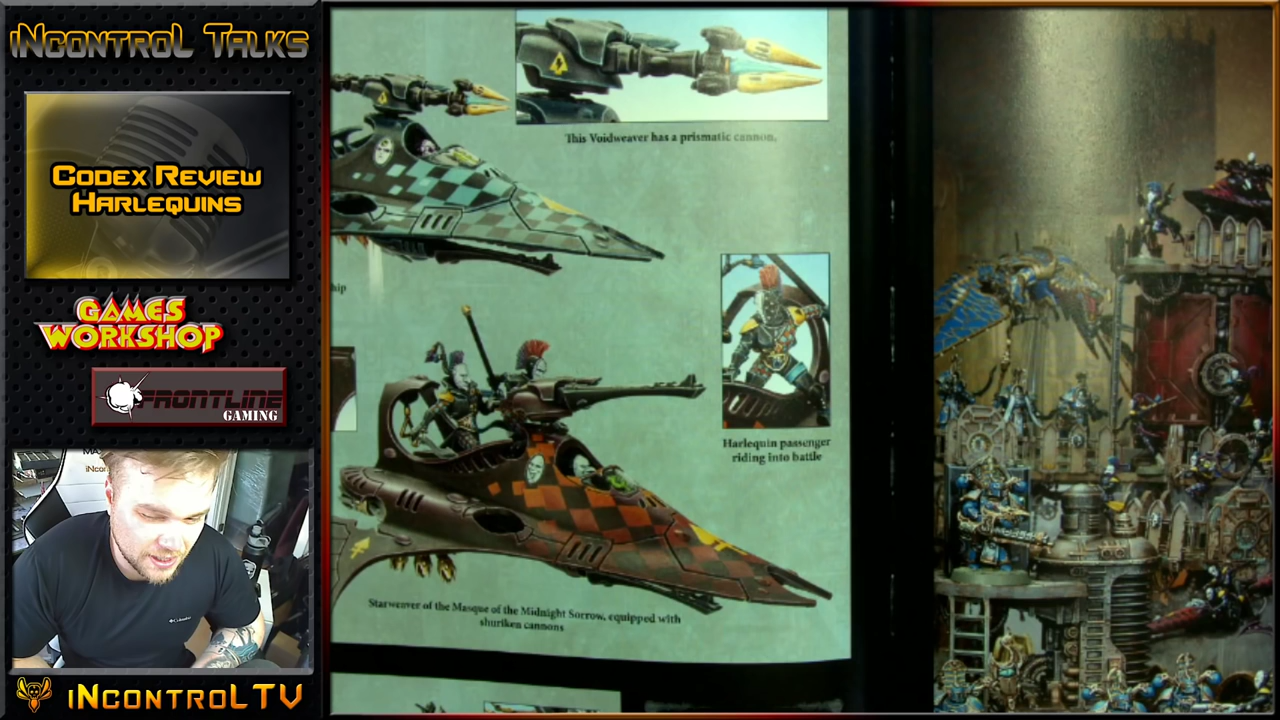 iNcontroL Talks
Codex Review
Harlequins
GAMES
WORKSHOP
FRONTLINE
GAMING
iNcontroLTV
This Voidweaver has a prismatic cannon.
hip
Harlequin passenger
riding into battle
Starweaver of the Masque of the Midnight Sorrow, equipped with
shuriken cannons